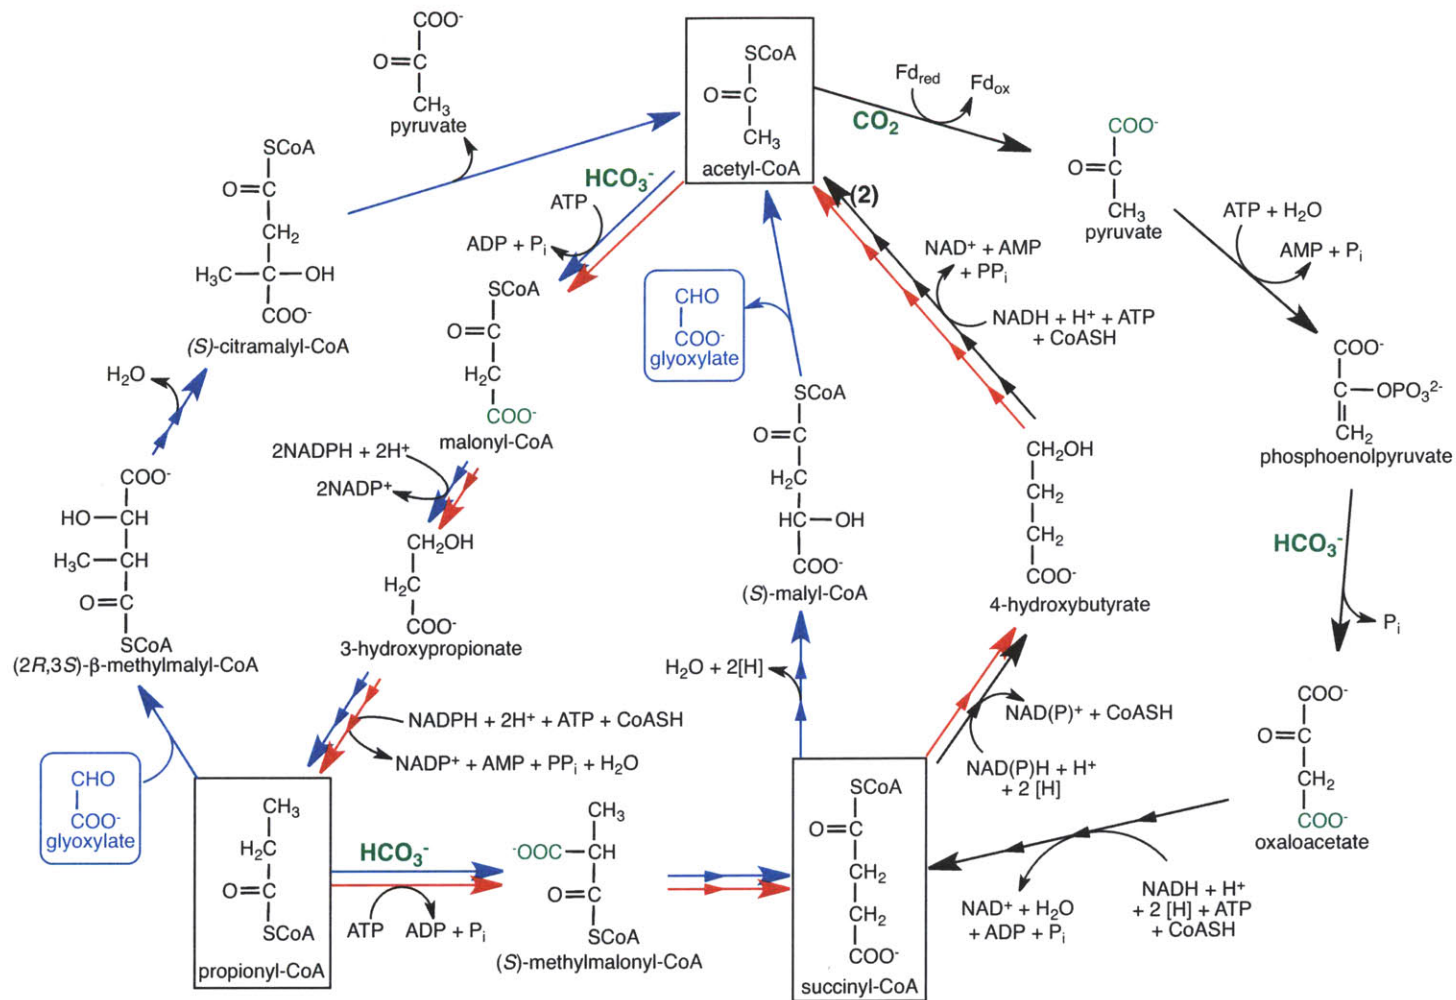 COO⁻
O=C
CH₃
pyruvate
SCoA
O=C
CH₃
acetyl-CoA
Fd_red
Fd_ox
CO₂
COO⁻
O=C
CH₃
pyruvate
SCoA
O=C
CH₂
H₃C—C—OH
COO⁻
(S)-citramalyl-CoA
HCO₃⁻
ATP
ADP + Pᵢ
(2)
NAD⁺ + AMP
+ PPᵢ
NADH + H⁺ + ATP
+ CoASH
ATP + H₂O
AMP + Pᵢ
SCoA
O=C
H₂C
COO⁻
malonyl-CoA
CHO
COO⁻
glyoxylate
COO⁻
C—OPO₃²⁻
CH₂
phosphoenolpyruvate
H₂O
2NADPH + 2H⁺
2NADP⁺
SCoA
O=C
H₂C
HC—OH
COO⁻
(S)-malyl-CoA
CH₂OH
CH₂
CH₂
COO⁻
4-hydroxybutyrate
HCO₃⁻
Pᵢ
COO⁻
HO—CH
H₃C—CH
O=C
SCoA
(2R,3S)-β-methylmalyl-CoA
CH₂OH
H₂C
COO⁻
3-hydroxypropionate
H₂O + 2[H]
NAD(P)⁺ + CoASH
NAD(P)H + H⁺
+ 2 [H]
COO⁻
O=C
CH₂
COO⁻
oxaloacetate
NADPH + 2H⁺ + ATP + CoASH
NADP⁺ + AMP + PPᵢ + H₂O
CHO
COO⁻
glyoxylate
CH₃
H₂C
O=C
SCoA
propionyl-CoA
HCO₃⁻
ATP
ADP + Pᵢ
CH₃
⁻OOC—CH
O=C
SCoA
(S)-methylmalonyl-CoA
SCoA
O=C
CH₂
CH₂
COO⁻
succinyl-CoA
NAD⁺ + H₂O
+ ADP + Pᵢ
NADH + H⁺
+ 2 [H] + ATP
+ CoASH